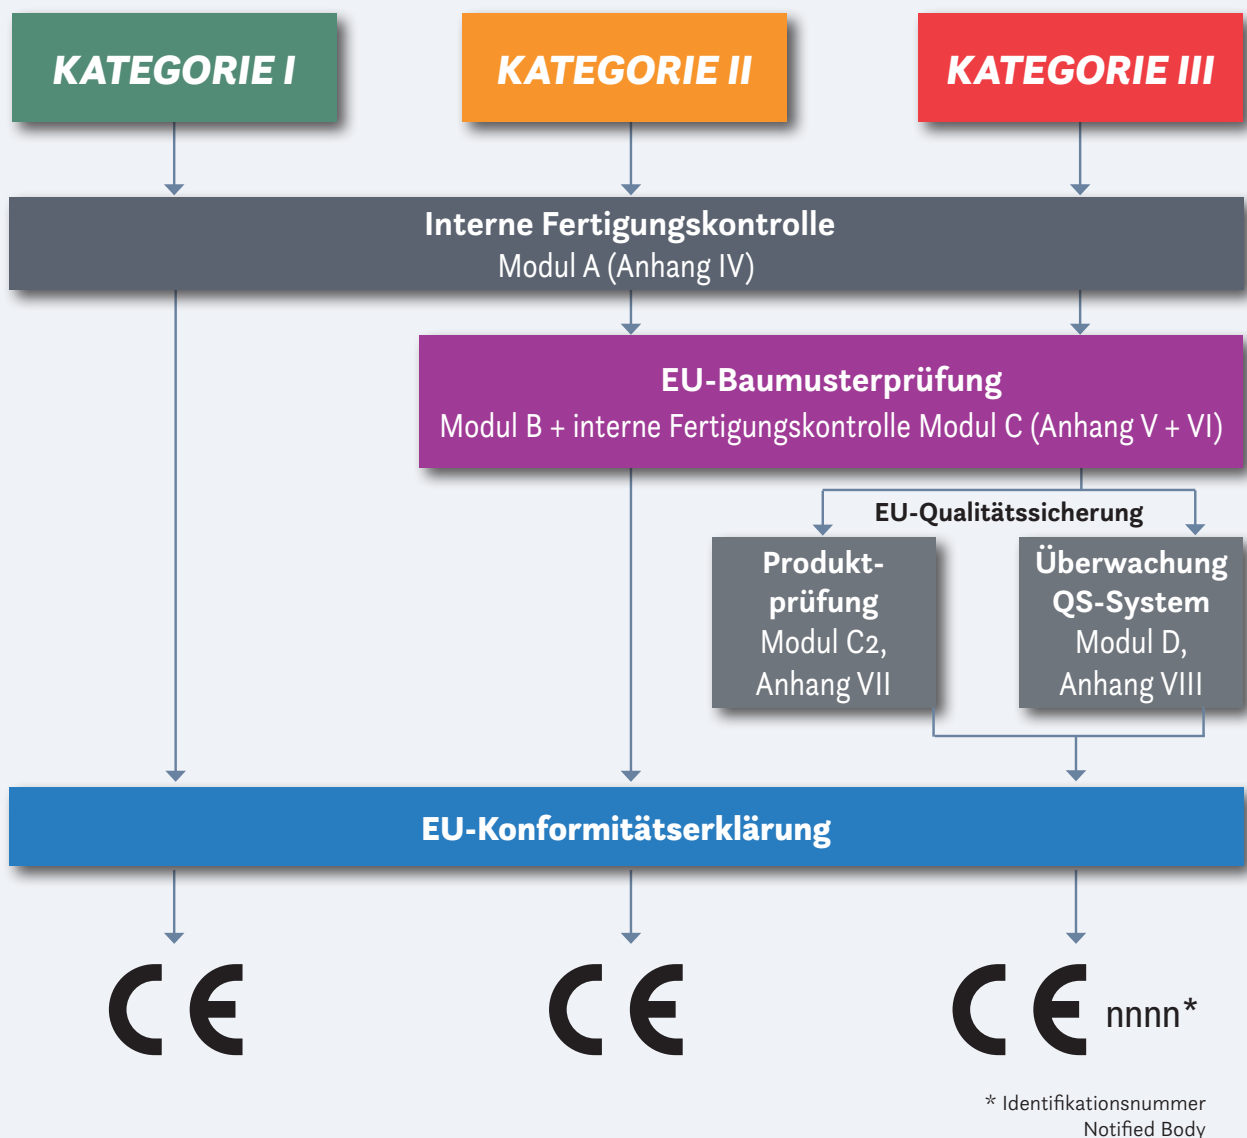 KATEGORIE I
KATEGORIE II
KATEGORIE III
Interne Fertigungskontrolle
Modul A (Anhang IV)
EU-Baumusterprüfung
Modul B + interne Fertigungskontrolle Modul C (Anhang V + VI)
EU-Qualitätssicherung
Produkt-
prüfung
Modul C2,
Anhang VII
Überwachung
QS-System
Modul D,
Anhang VIII
EU-Konformitätserklärung
CE
CE
CE nnnn*
* Identifikationsnummer
Notified Body